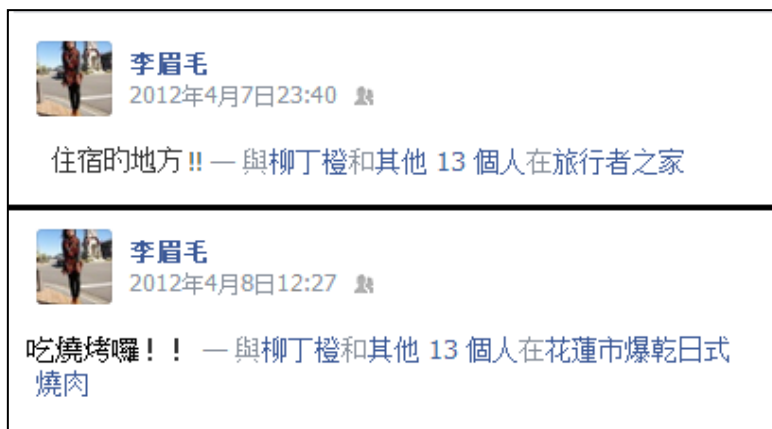 李眉毛
2012年4月7日23:40
住宿的地方!! — 與柳丁橙和其他 13 個人在旅行者之家
李眉毛
2012年4月8日12:27
吃燒烤囉！！ — 與柳丁橙和其他 13 個人在花蓮市爆乾日式
燒肉